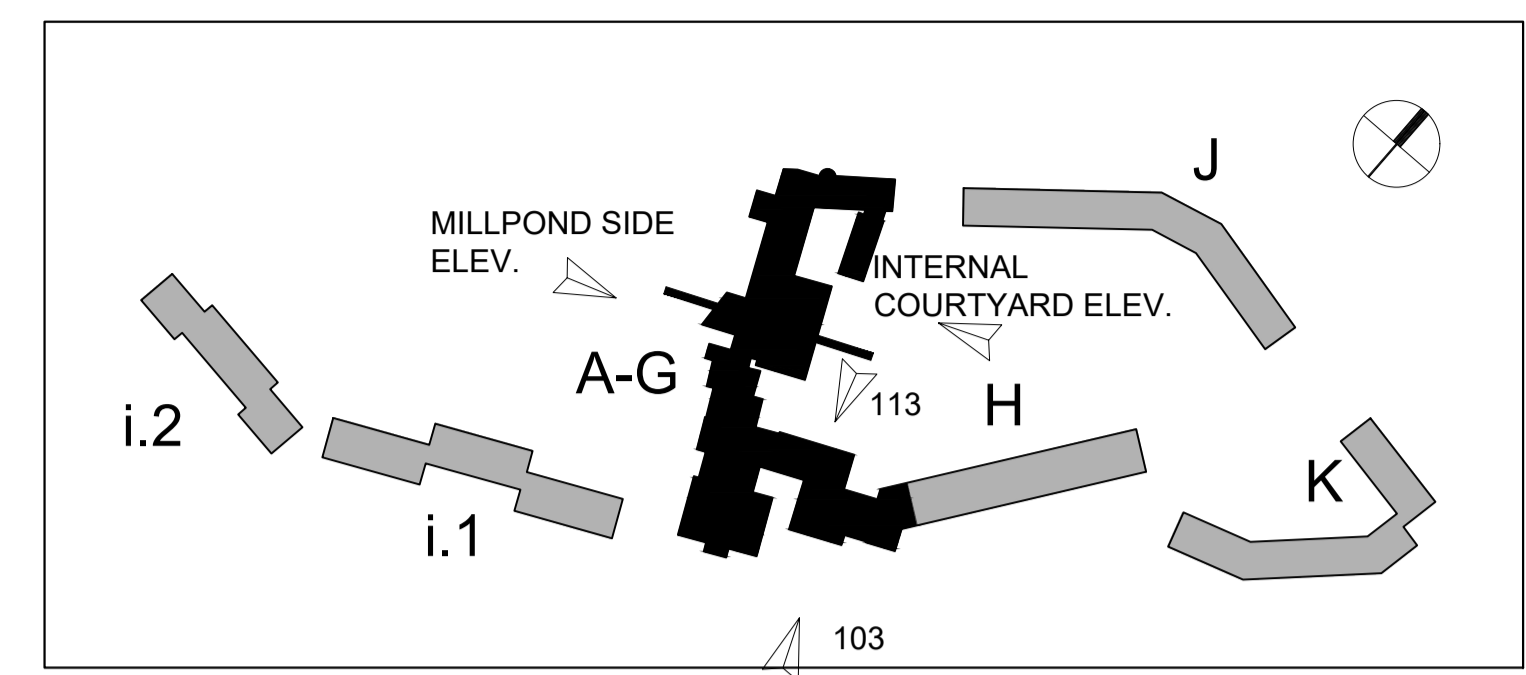 J
MILLPOND SIDE
ELEV.
INTERNAL
COURTYARD ELEV.
A-G
113
H
i.2
K
i.1
103